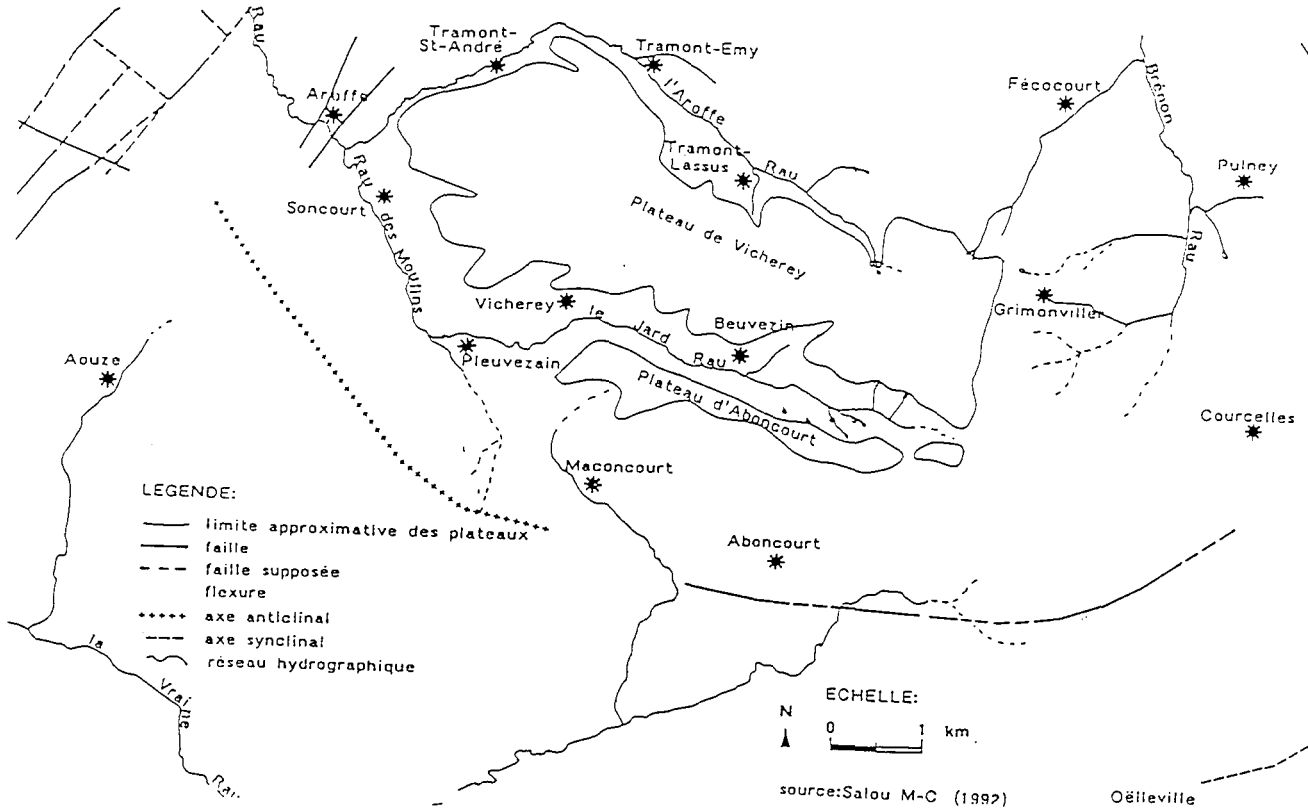 Rau
Tramont-
St-André
Tramont-Emy
Aroffe
l'Aroffe
Fécocourt
Brénon
Rau
Pulney
Tramont-
Lassus
Rau
Soncourt
Rau des Moulins
Plateau de Vicherey
Vicherey
le Jard Rau
Beuvezin
Grimonviller
Aouze
Pleuvezain
Plateau d'Aboncourt
Courcelles
Maconcourt
Aboncourt
LEGENDE:
limite approximative des plateaux
faille
faille supposée
flexure
axe anticlinal
axe synclinal
réseau hydrographique
la Vraine
Rau
ECHELLE:
N
0 1 km
source:Salou M-C (1992)
Oëlleville